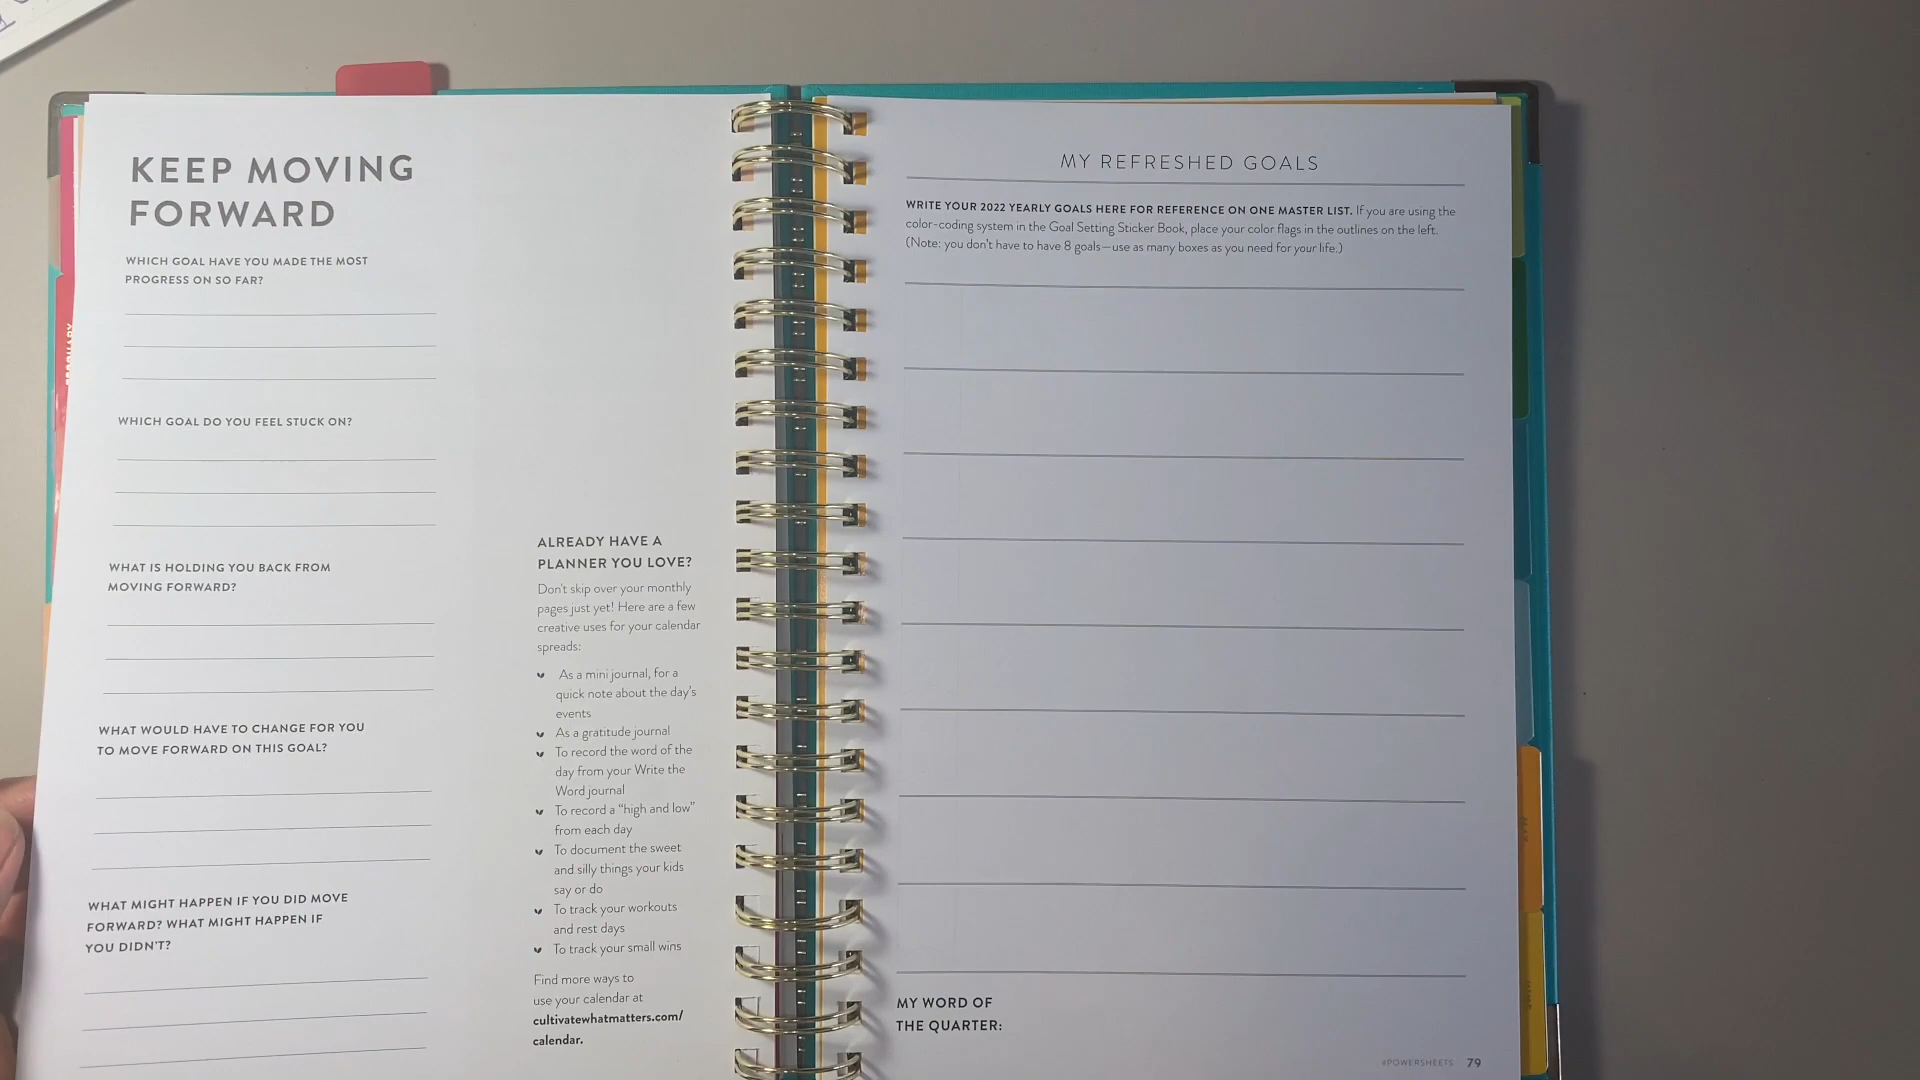 KEEP MOVING
FORWARD
WHICH GOAL HAVE YOU MADE THE MOST
PROGRESS ON SO FAR?
WHICH GOAL DO YOU FEEL STUCK ON?
WHAT IS HOLDING YOU BACK FROM
MOVING FORWARD?
WHAT WOULD HAVE TO CHANGE FOR YOU
TO MOVE FORWARD ON THIS GOAL?
WHAT MIGHT HAPPEN IF YOU DID MOVE
FORWARD? WHAT MIGHT HAPPEN IF
YOU DIDN'T?
ALREADY HAVE A
PLANNER YOU LOVE?
Don't skip over your monthly
pages just yet! Here are a few
creative uses for your calendar
spreads:
As a mini journal, for a
quick note about the day's
events
As a gratitude journal
To record the word of the
day from your Write the
Word journal
To record a "high and low"
from each day
To document the sweet
and silly things your kids
say or do
To track your workouts
and rest days
To track your small wins
Find more ways to
use your calendar at
cultivatewhatmatters.com/
calendar.
MY REFRESHED GOALS
WRITE YOUR 2022 YEARLY GOALS HERE FOR REFERENCE ON ONE MASTER LIST. If you are using the
color-coding system in the Goal Setting Sticker Book, place your color flags in the outlines on the left.
(Note: you don't have to have 8 goals—use as many boxes as you need for your life.)
MY WORD OF
THE QUARTER:
#POWERSHEETS 79